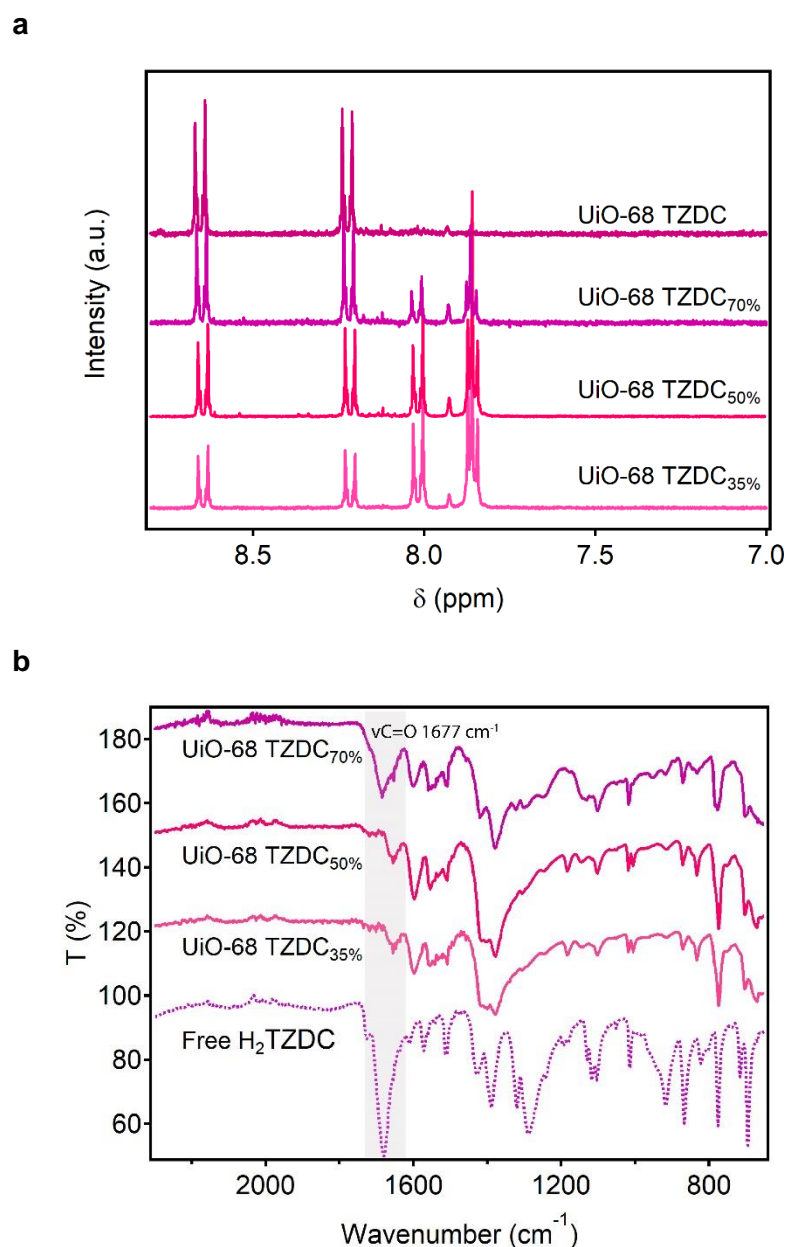 a
Intensity (a.u.)
UiO-68 TZDC
UiO-68 TZDC70%
UiO-68 TZDC50%
UiO-68 TZDC35%
8.5 8.0 7.5 7.0
δ (ppm)
b
νC=O 1677 cm⁻¹
T (%)
180
160
140
120
100
80
60
UiO-68 TZDC70%
UiO-68 TZDC50%
UiO-68 TZDC35%
Free H₂TZDC
2000 1600 1200 800
Wavenumber (cm⁻¹)